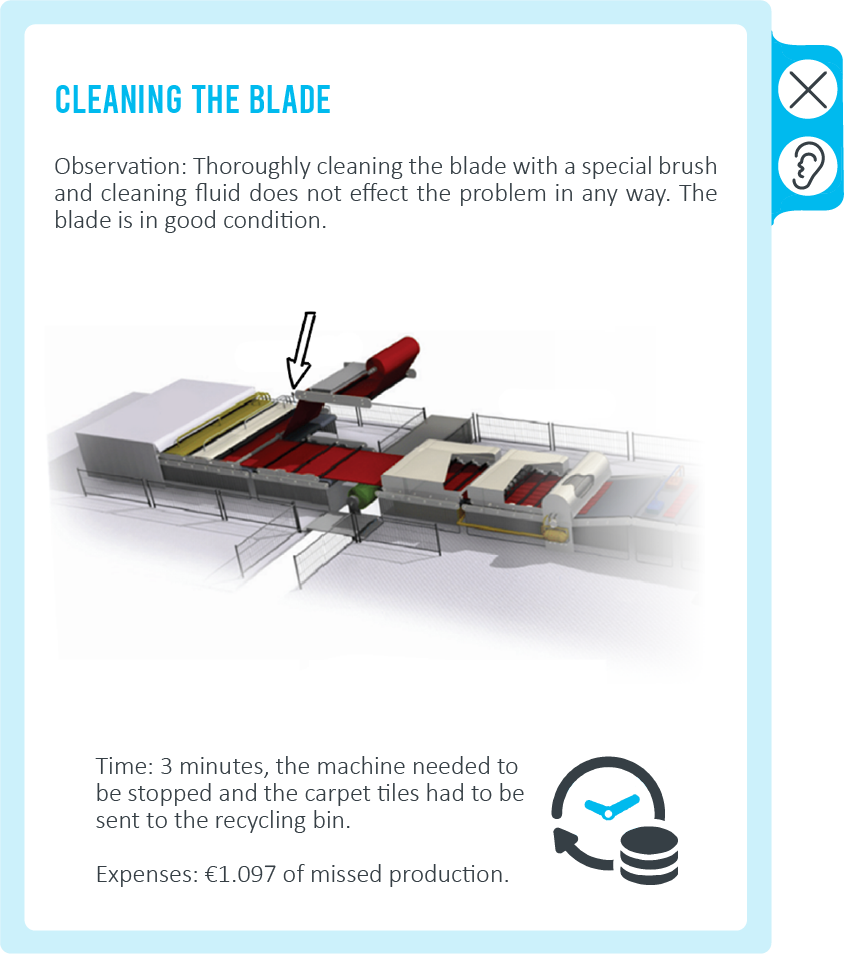 CLEANING THE BLADE
Observation: Thoroughly cleaning the blade with a special brush
and cleaning fluid does not effect the problem in any way. The
blade is in good condition.
Time: 3 minutes, the machine needed to
be stopped and the carpet tiles had to be
sent to the recycling bin.
Expenses: €1.097 of missed production.